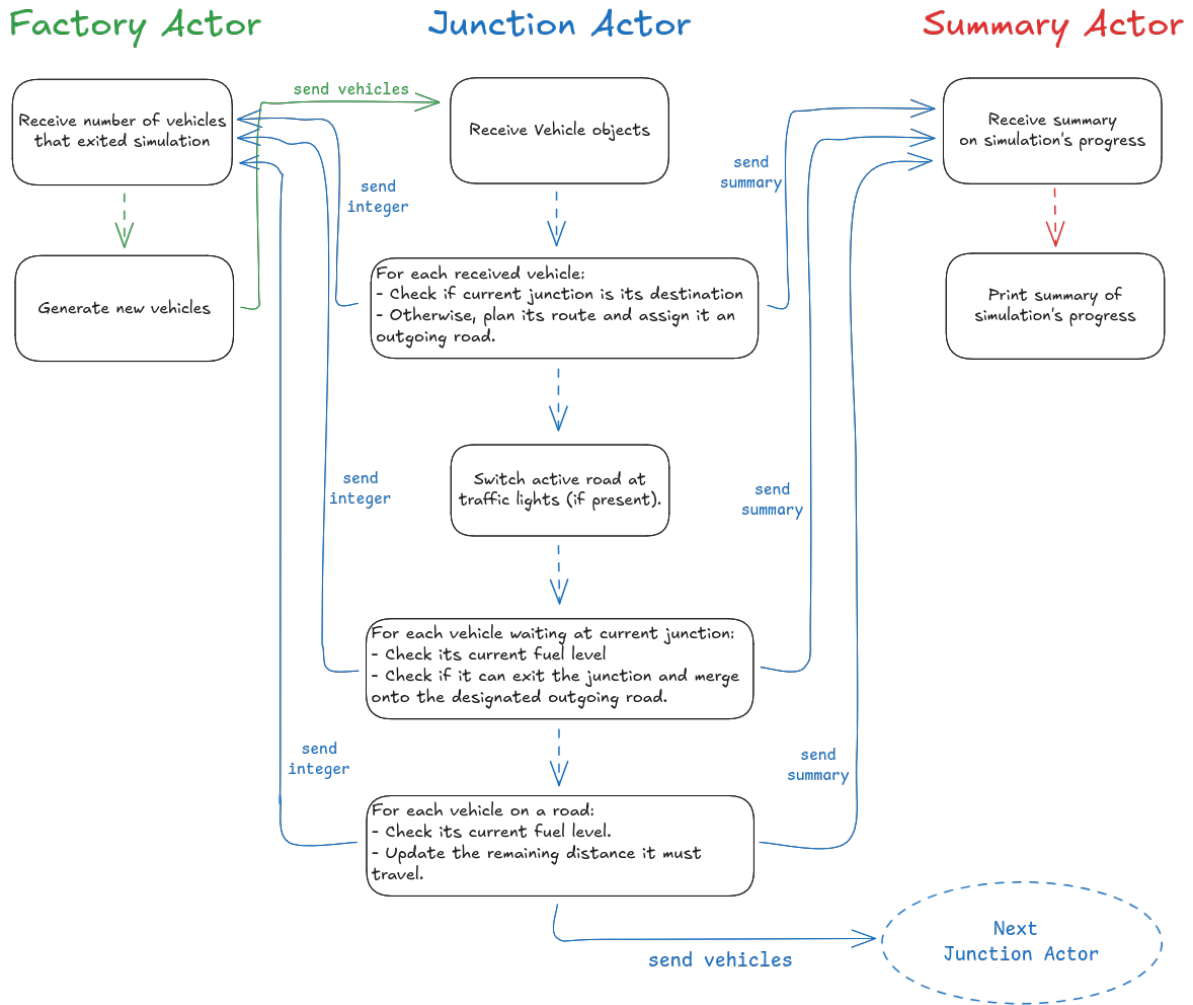 Factory Actor
Junction Actor
Summary Actor
send vehicles
Receive number of vehicles
that exited simulation
Receive Vehicle objects
Receive summary
on simulation's progress
send
integer
send
summary
Generate new vehicles
For each received vehicle:
- Check if current junction is its destination
- Otherwise, plan its route and assign it an
outgoing road.
Print summary of
simulation's progress
send
integer
Switch active road at
traffic lights (if present).
send
summary
For each vehicle waiting at current junction:
- Check its current fuel level
- Check if it can exit the junction and merge
onto the designated outgoing road.
send
integer
send
summary
For each vehicle on a road:
- Check its current fuel level.
- Update the remaining distance it must
travel.
send vehicles
Next
Junction Actor